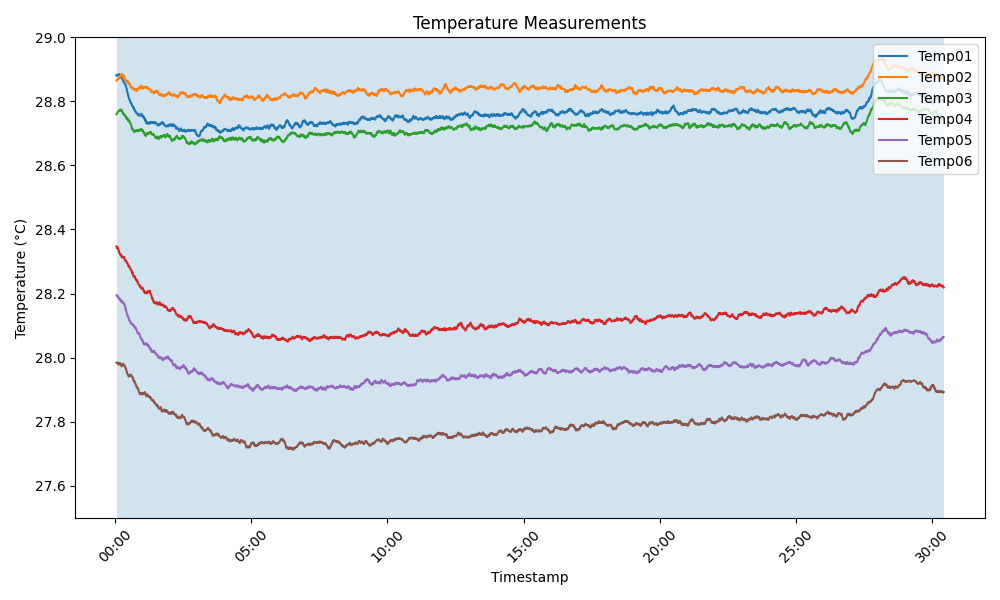 Temperature Measurements
29.0
28.8
28.6
28.4
28.2
28.0
27.8
27.6
Temperature (°C)
00:00
05:00
10:00
15:00
20:00
25:00
30:00
Timestamp
Temp01
Temp02
Temp03
Temp04
Temp05
Temp06